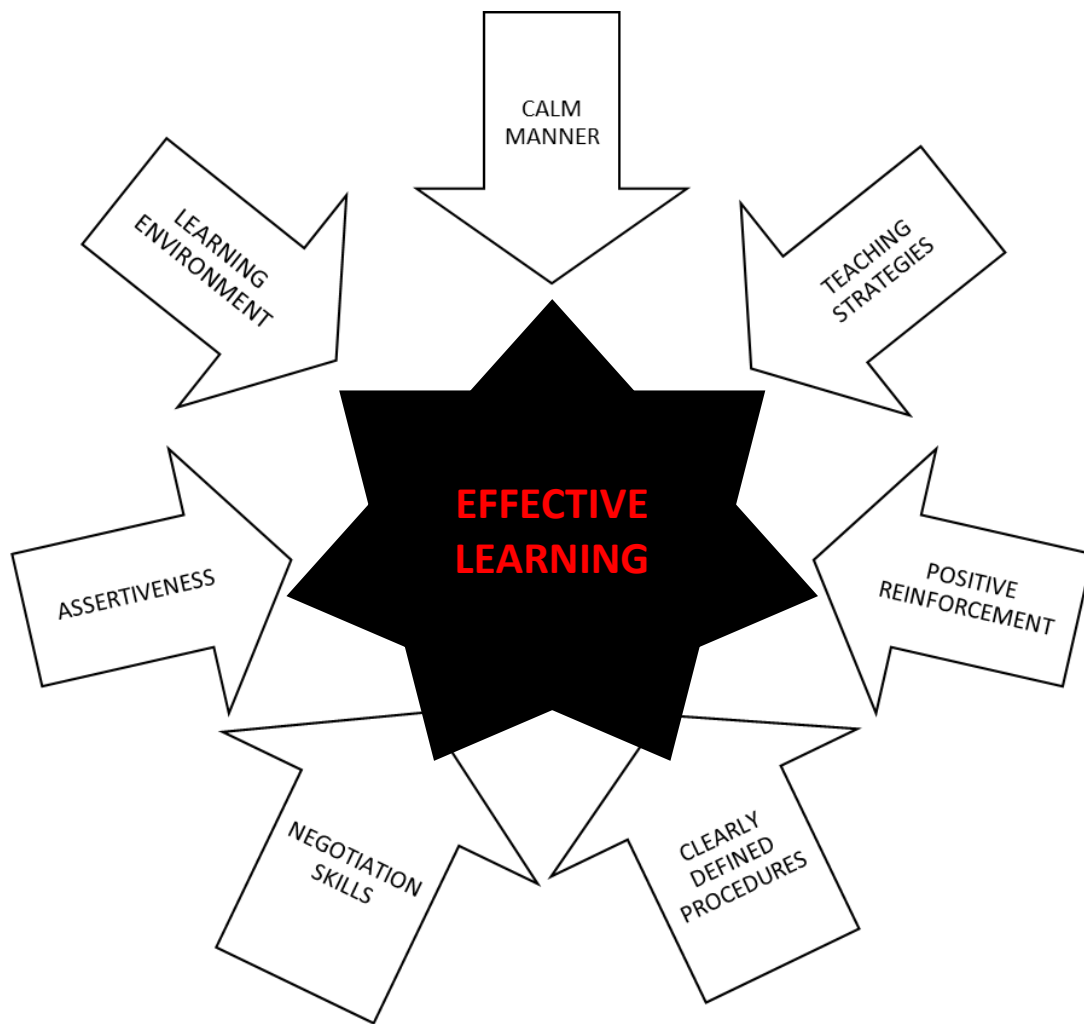 CALM
MANNER
TEACHING
STRATEGIES
POSITIVE
REINFORCEMENT
CLEARLY
DEFINED
PROCEDURES
NEGOTIATION
SKILLS
ASSERTIVENESS
LEARNING
ENVIRONMENT
EFFECTIVE
LEARNING